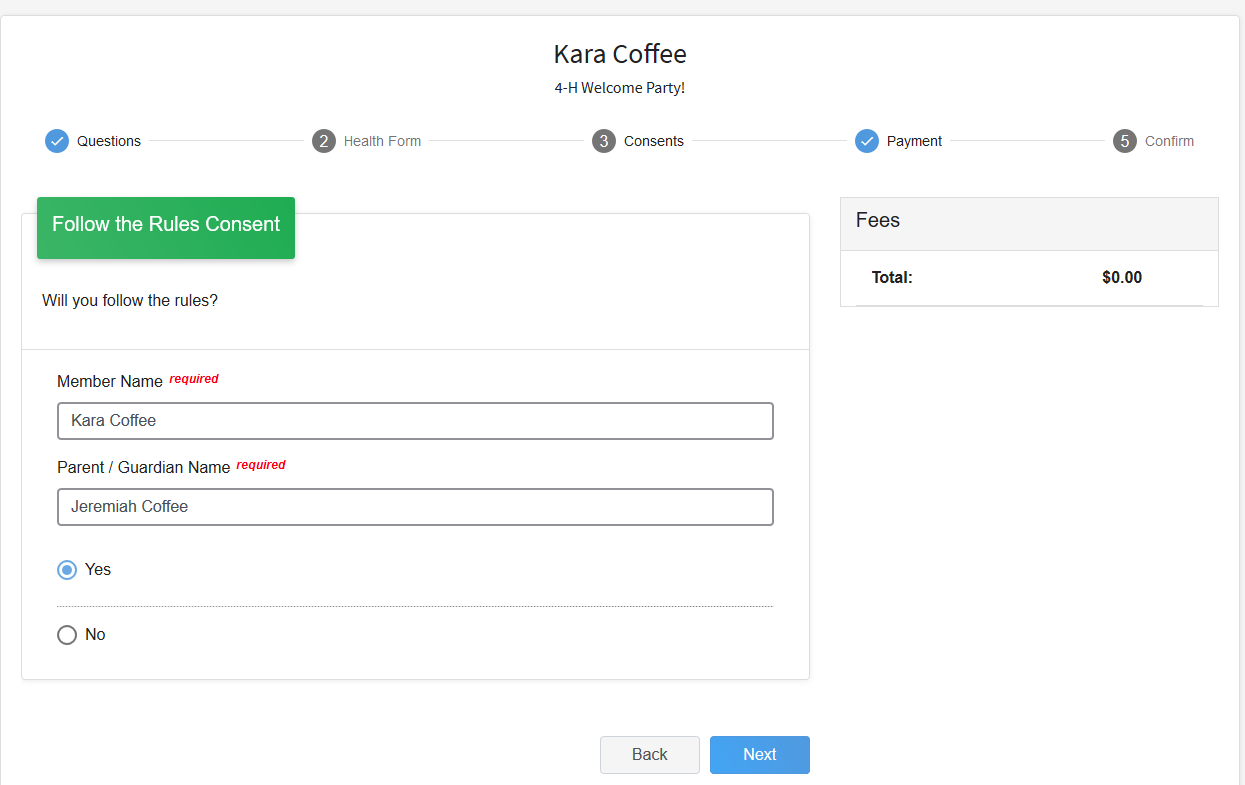 Kara Coffee
4-H Welcome Party!
Questions 2 Health Form 3 Consents Payment 5 Confirm
Follow the Rules Consent
Will you follow the rules?
Member Name required
Kara Coffee
Parent / Guardian Name required
Jeremiah Coffee
Yes
No
Back Next
Fees
Total: $0.00